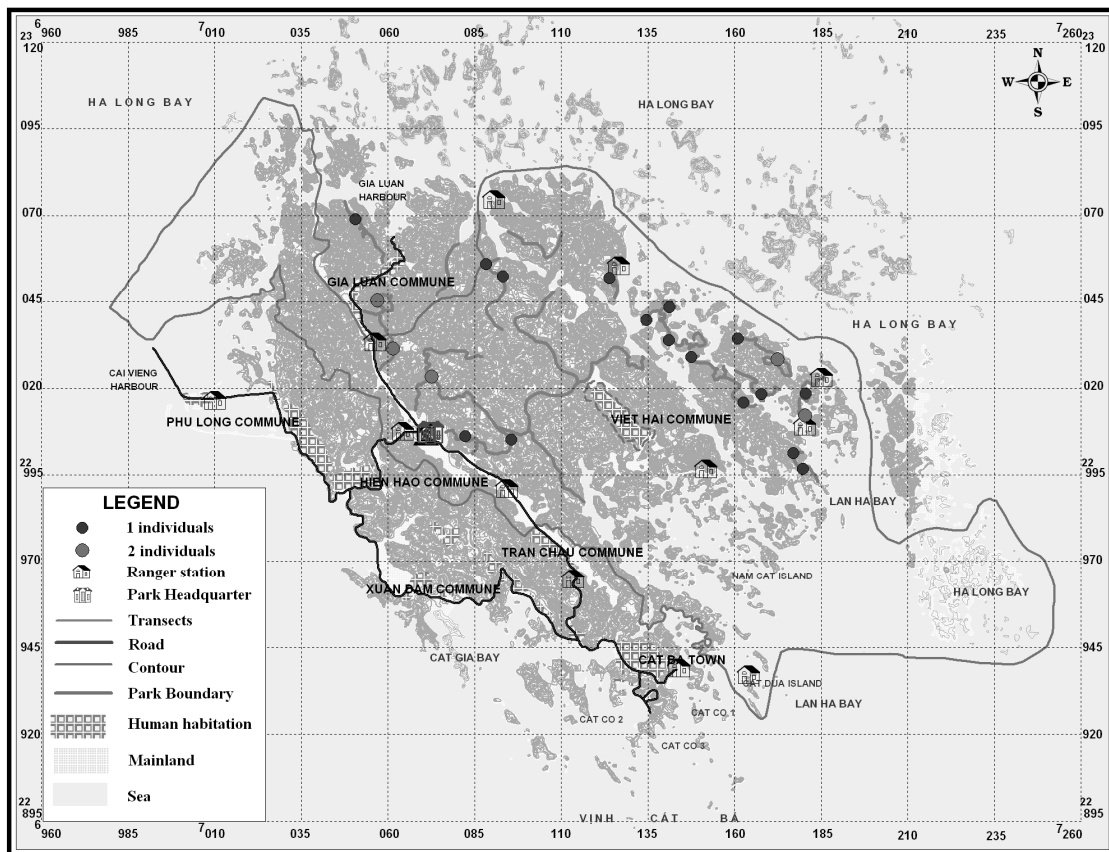 6 960 985 7 010 035 060 085 110 135 160 185 210 235 7 260
23 120
23 120
N
W E
S
HA LONG BAY
HA LONG BAY
095
095
GIA LUAN
HARBOUR
070
070
GIA LUAN COMMUNE
045
045
HA LONG BAY
CAI VIENG
HARBOUR
020
020
PHU LONG COMMUNE
VIET HAI COMMUNE
22 995
22 995
HIEN HAO COMMUNE
LAN HA BAY
LEGEND
1 individuals
2 individuals
Ranger station
Park Headquarter
Transects
Road
Contour
Park Boundary
Human habitation
Mainland
Sea
TRAN CHAU COMMUNE
970
970
NAM CAT ISLAND
XUAN DAM COMMUNE
HA LONG BAY
945
945
CAT GIA BAY
CAT BA TOWN
CAT DUA ISLAND
LAN HA BAY
CAT CO 1
CAT CO 2
920
920
CAT CO 3
22 895
22 895
VỊNH CÁT BÀ
6 960 985 7 010 035 060 085 110 135 160 185 210 235 7 260